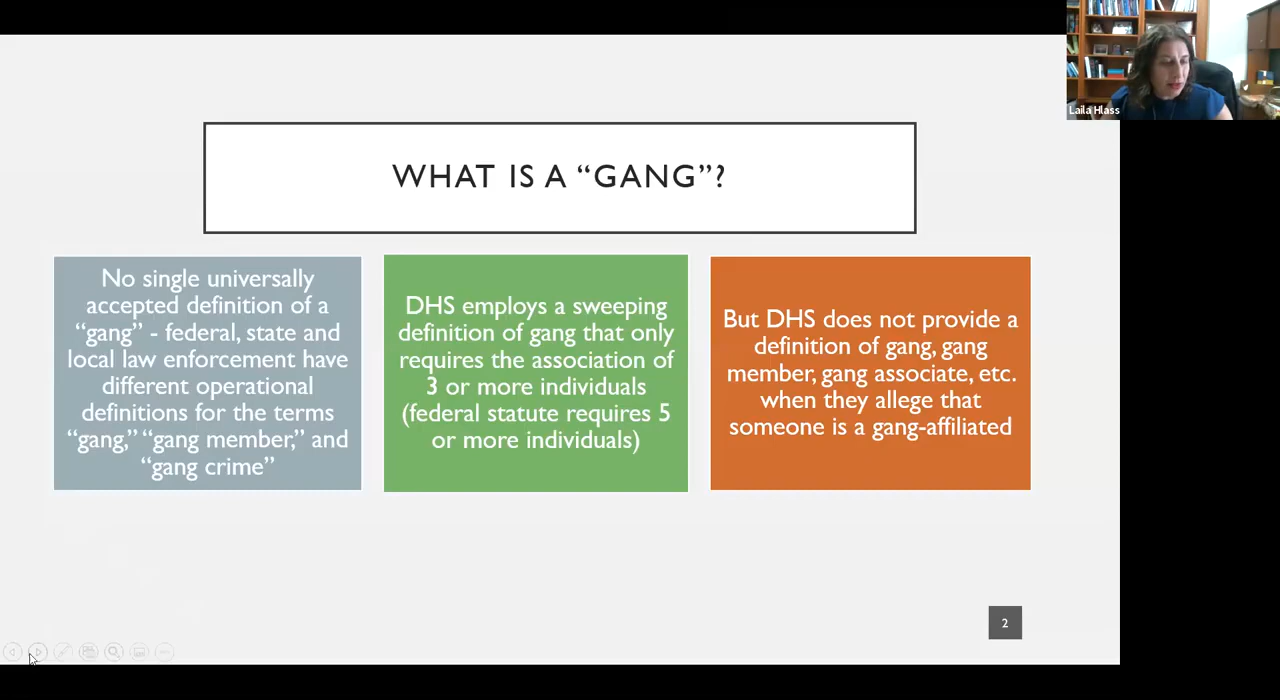 Laila Hlass
WHAT IS A “GANG”?
No single universally
accepted definition of a
“gang” - federal, state and
local law enforcement have
different operational
definitions for the terms
“gang,” “gang member,” and
“gang crime”
DHS employs a sweeping
definition of gang that only
requires the association of
3 or more individuals
(federal statute requires 5
or more individuals)
But DHS does not provide a
definition of gang, gang
member, gang associate, etc.
when they allege that
someone is a gang-affiliated
2